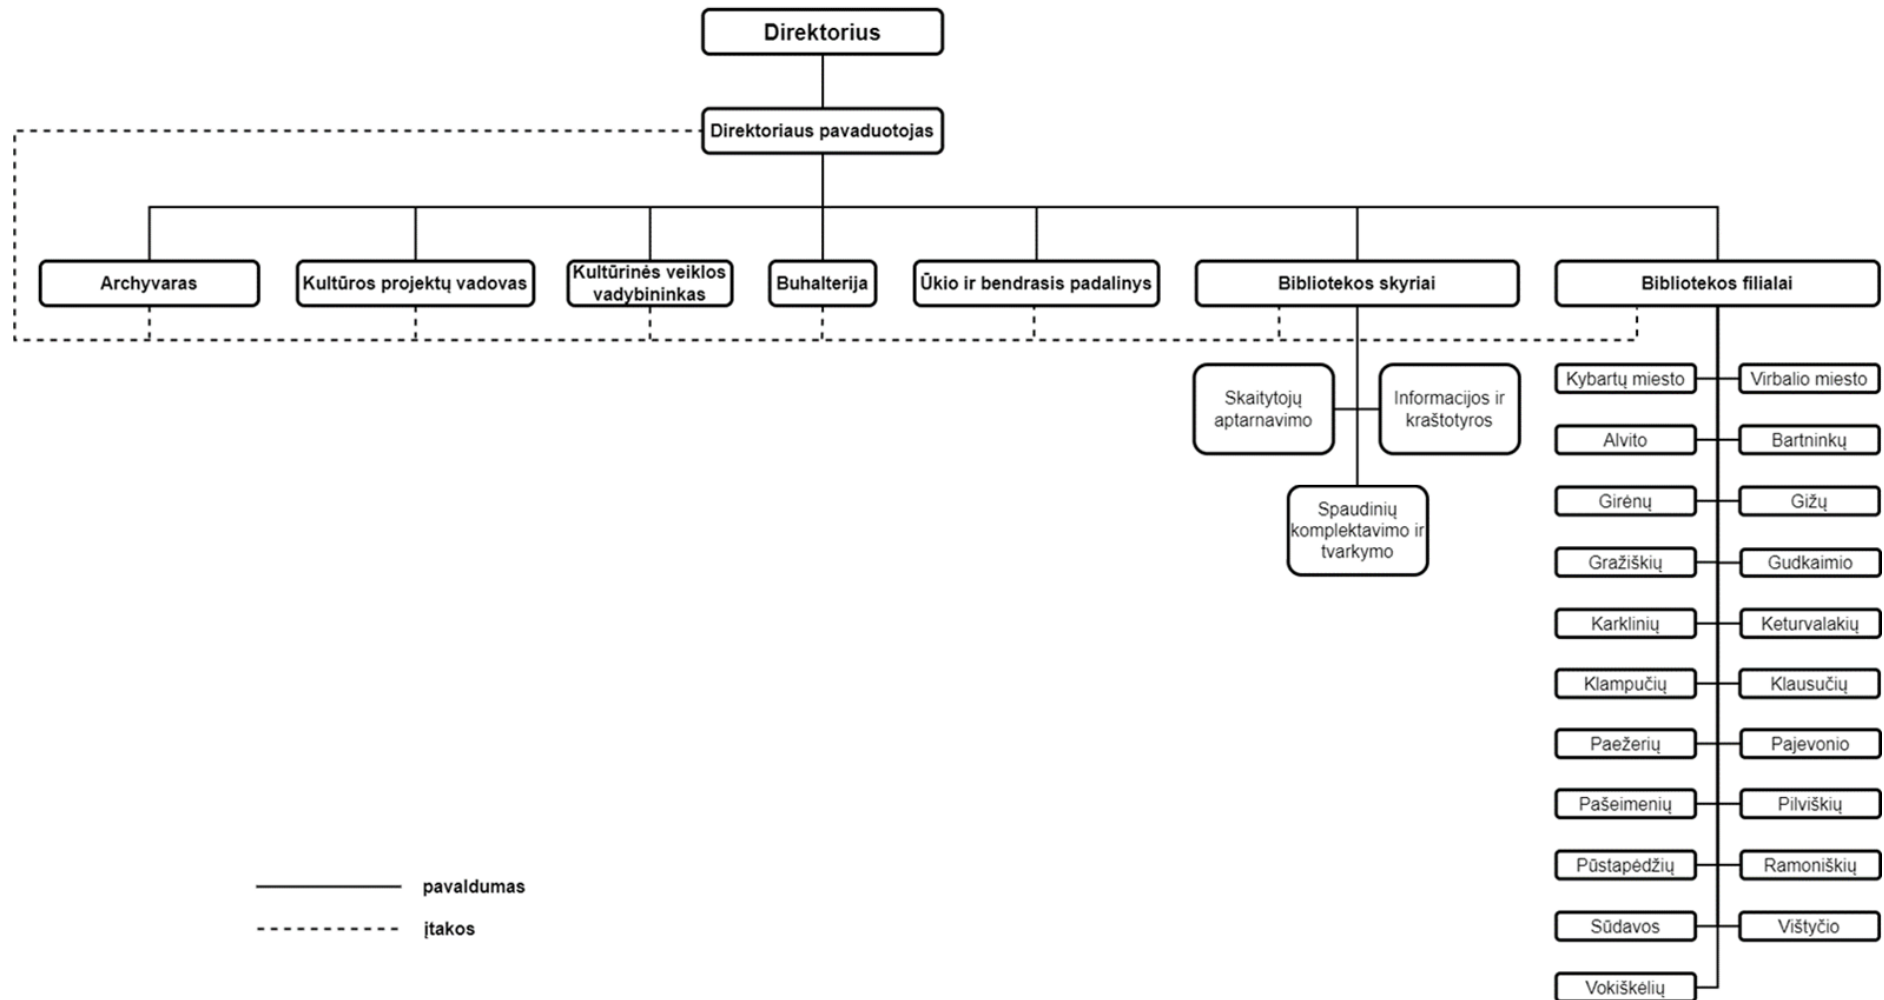 Direktorius
Direktoriaus pavaduotojas
Archyvaras
Kultūros projektų vadovas
Kultūrinės veiklos
vadybininkas
Buhalterija
Ūkio ir bendrasis padalinys
Bibliotekos skyriai
Bibliotekos filialai
Skaitytojų
aptarnavimo
Informacijos ir
kraštotyros
Spaudinių
komplektavimo ir
tvarkymo
Kybartų miesto
Virbalio miesto
Alvito
Bartninkų
Girėnų
Gižų
Gražiškių
Gudkaimio
Karklinių
Keturvalakių
Klampučių
Klausučių
Paežerių
Pajevonio
Pašeimenių
Pilviškių
Pūstapėdžių
Ramoniškių
Sūdavos
Vištyčio
Vokiškėlių
pavaldumas
įtakos